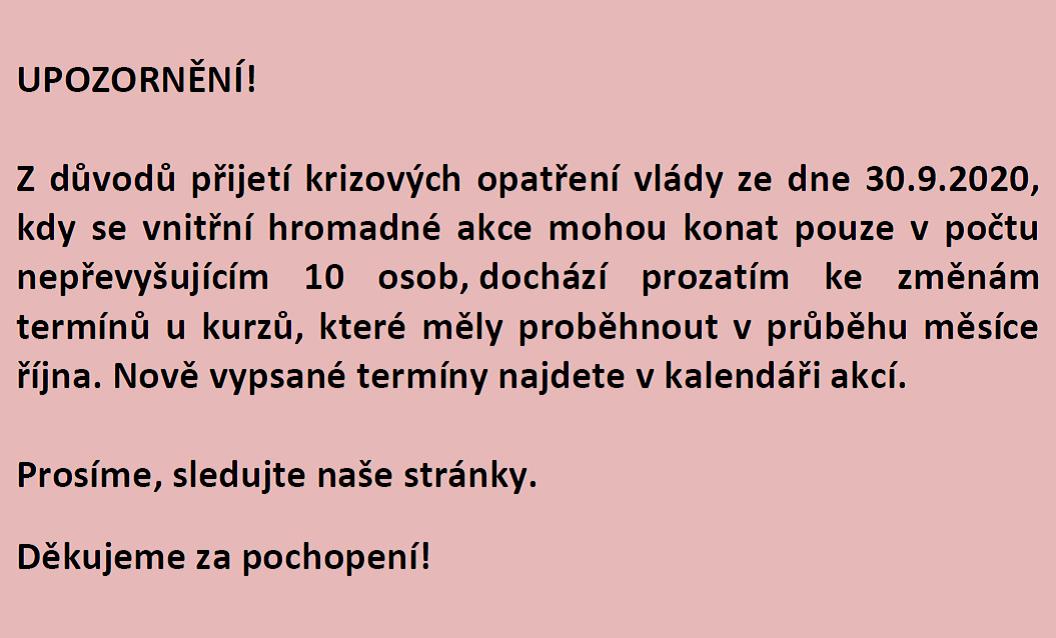 UPOZORNĚNÍ!
Z důvodů přijetí krizových opatření vlády ze dne 30.9.2020,
kdy se vnitřní hromadné akce mohou konat pouze v počtu
nepřevyšujícím 10 osob, dochází prozatím ke změnám
termínů u kurzů, které měly proběhnout v průběhu měsíce
října. Nově vypsané termíny najdete v kalendáři akcí.
Prosíme, sledujte naše stránky.
Děkujeme za pochopení!